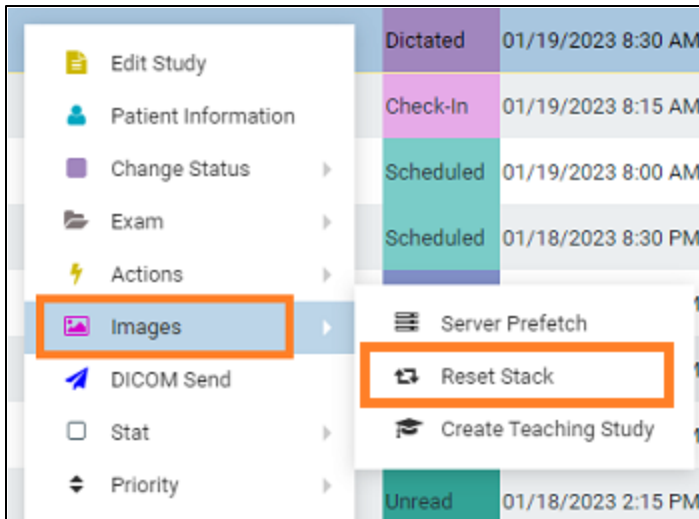 Dictated 01/19/2023 8:30 AM
Edit Study
Patient Information
Check-In 01/19/2023 8:15 AM
Change Status
Scheduled 01/19/2023 8:00 AM
Exam
Scheduled 01/18/2023 8:30 PM
Actions
Images
Server Prefetch
DICOM Send
Reset Stack
Stat
Create Teaching Study
Priority
Unread 01/18/2023 2:15 PM